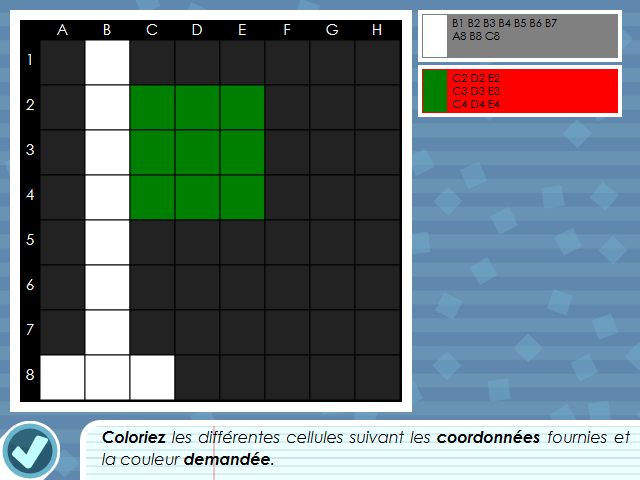 A B C D E F G H
1
2
3
4
5
6
7
8
B1 B2 B3 B4 B5 B6 B7
A8 B8 C8
C2 D2 E2
C3 D3 E3
C4 D4 E4
Coloriez les différentes cellules suivant les coordonnées fournies et
la couleur demandée.